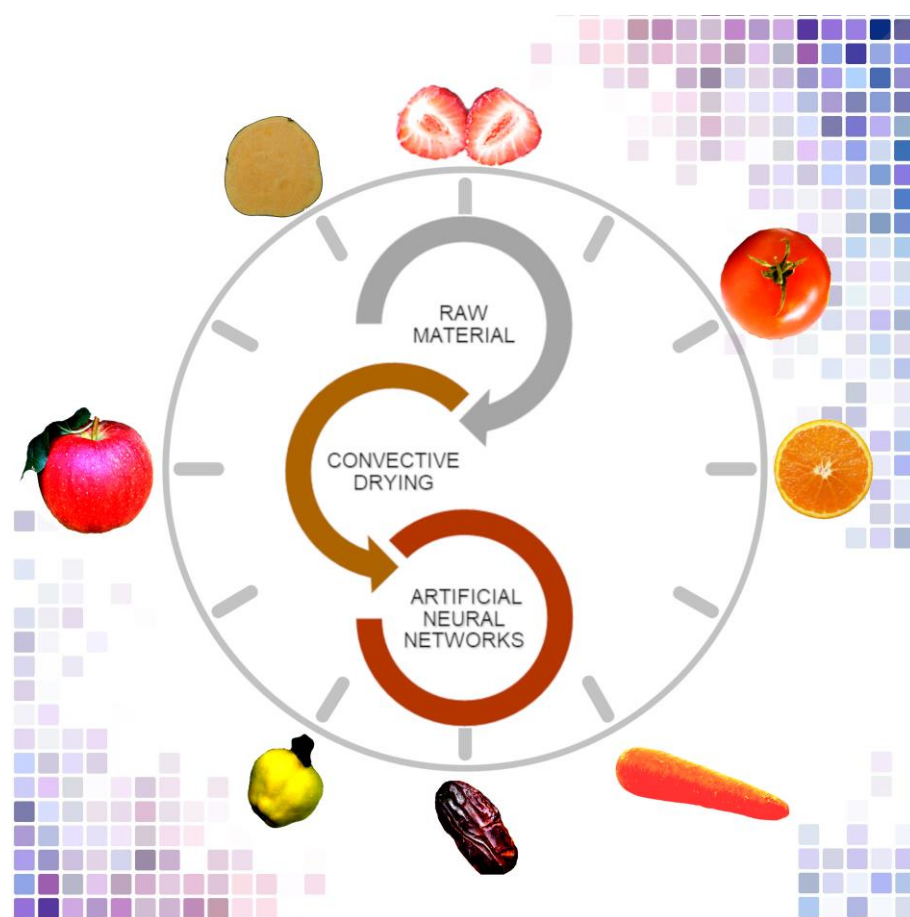 RAW
MATERIAL
CONVECTIVE
DRYING
ARTIFICIAL
NEURAL
NETWORKS